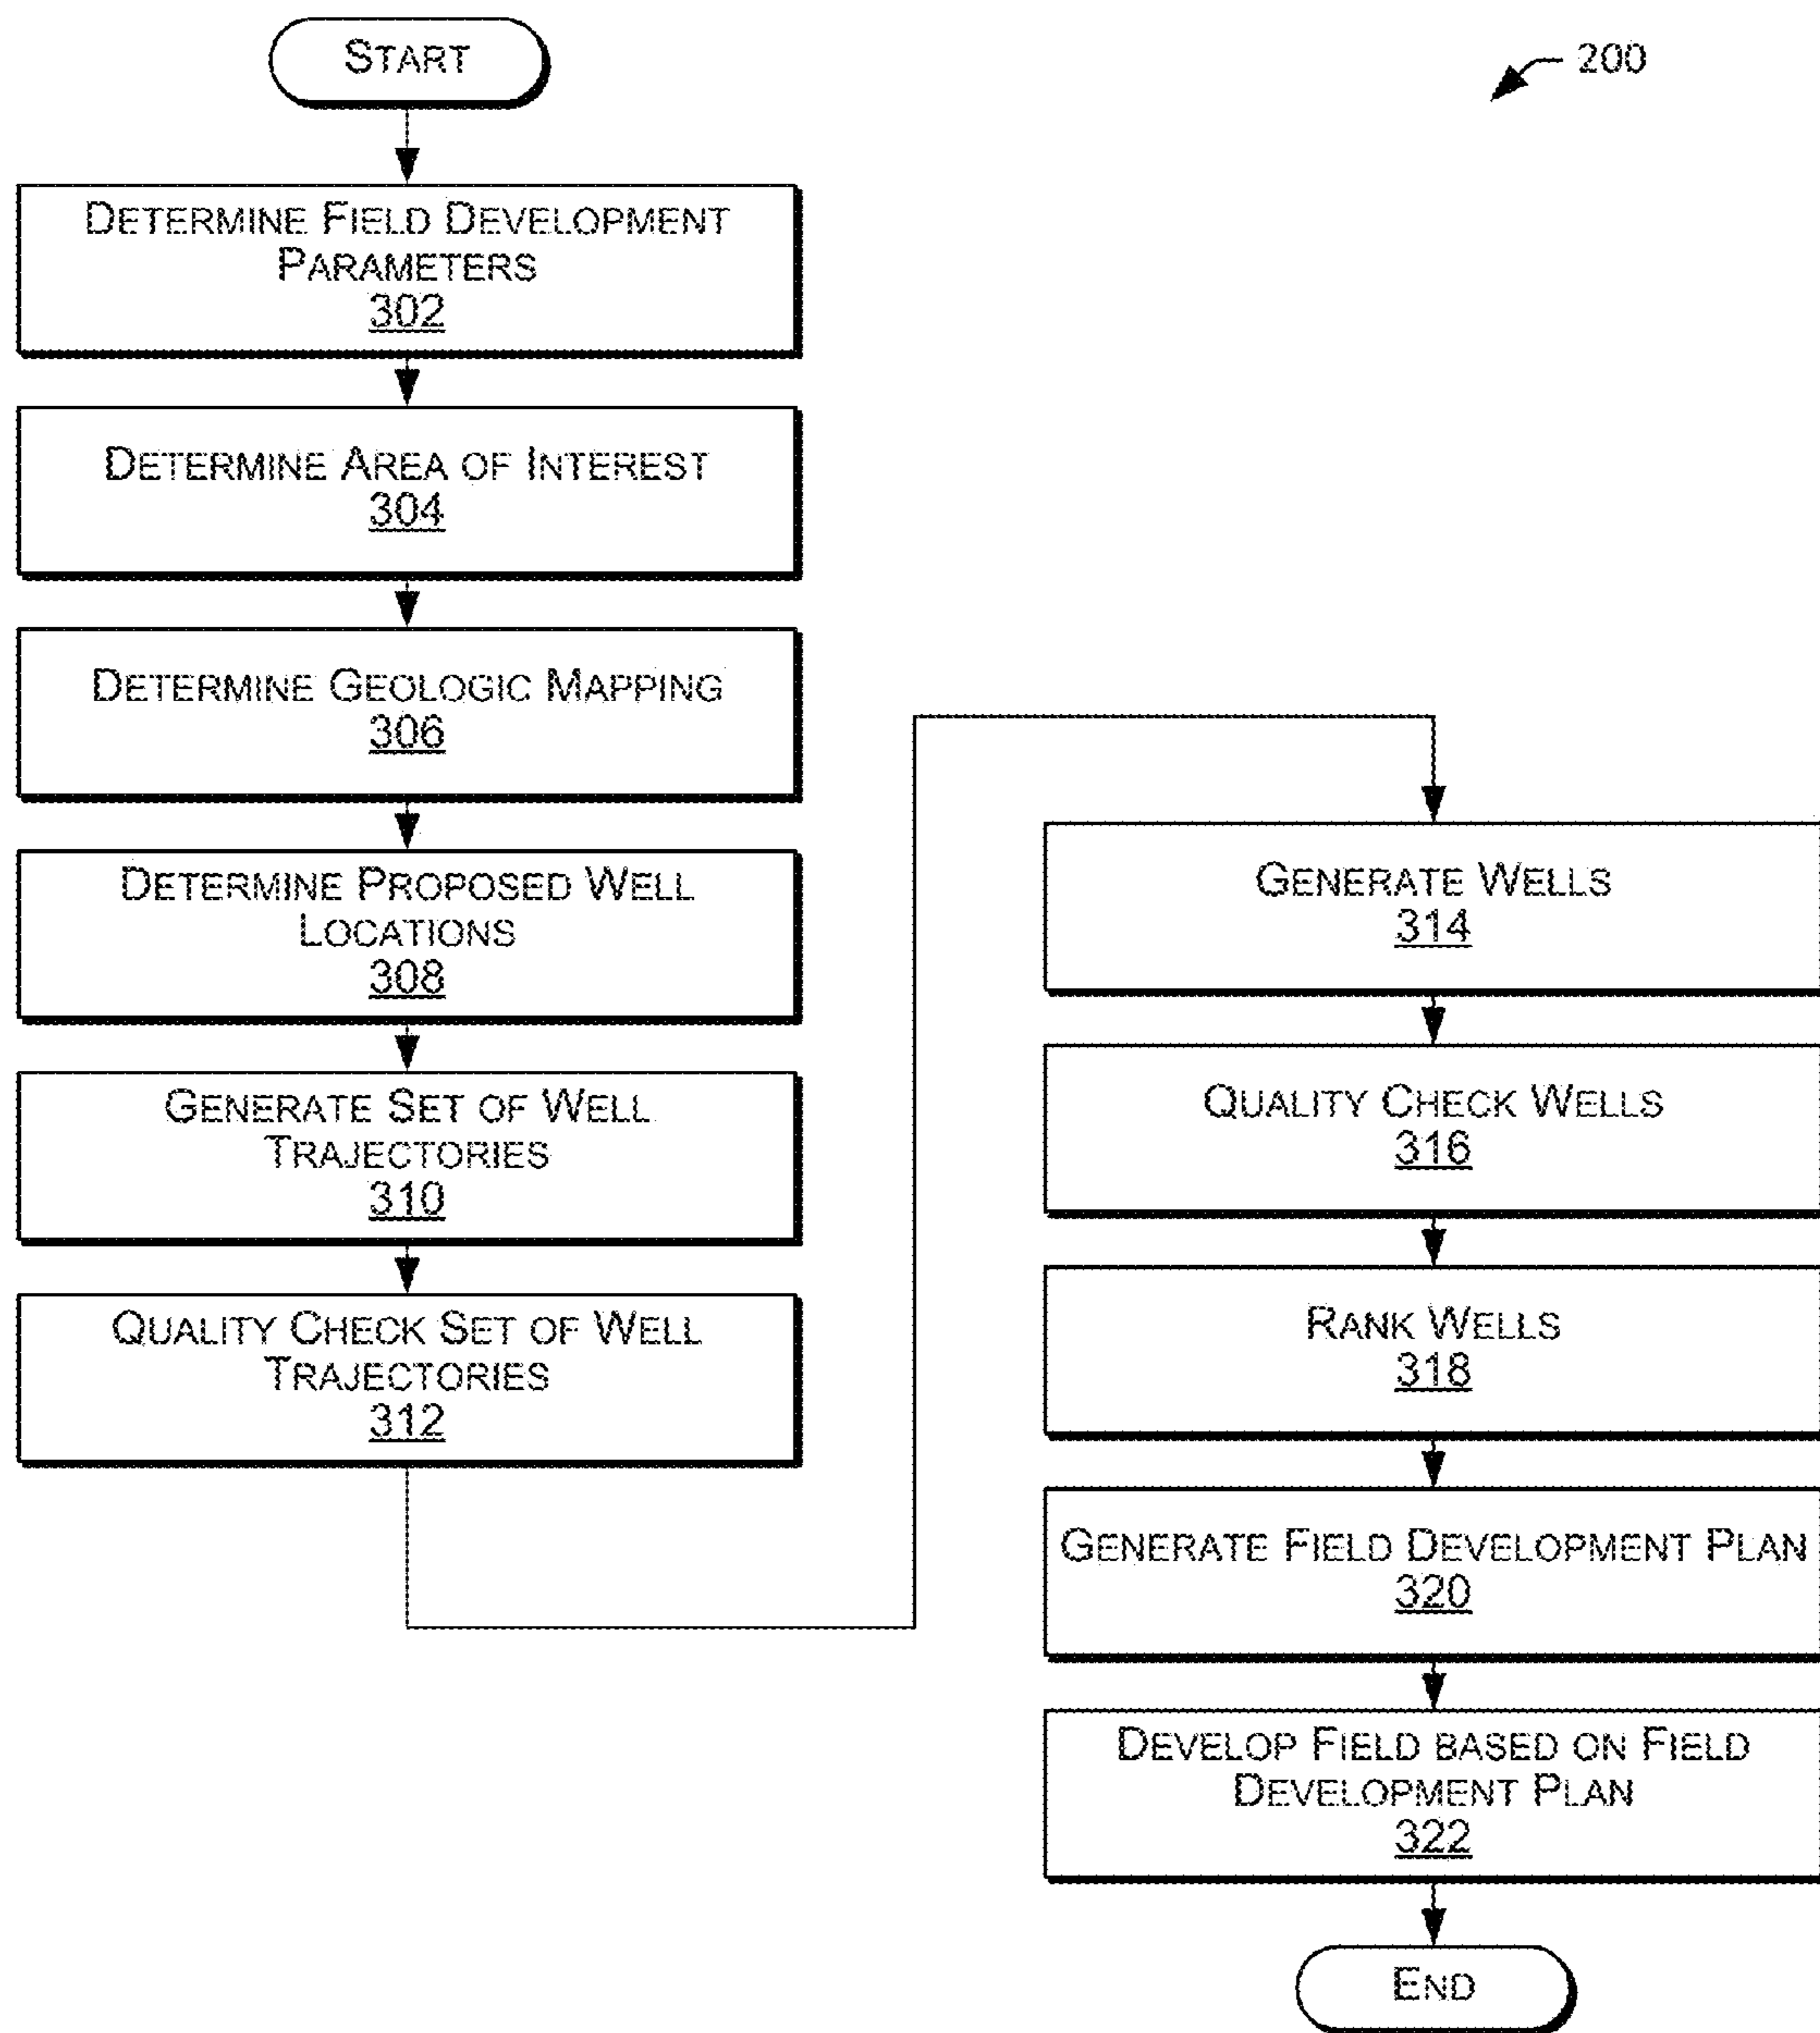 START
200
DETERMINE FIELD DEVELOPMENT
PARAMETERS
302
DETERMINE AREA OF INTEREST
304
DETERMINE GEOLOGIC MAPPING
306
DETERMINE PROPOSED WELL
LOCATIONS
308
GENERATE SET OF WELL
TRAJECTORIES
310
QUALITY CHECK SET OF WELL
TRAJECTORIES
312
GENERATE WELLS
314
QUALITY CHECK WELLS
316
RANK WELLS
318
GENERATE FIELD DEVELOPMENT PLAN
320
DEVELOP FIELD BASED ON FIELD
DEVELOPMENT PLAN
322
END